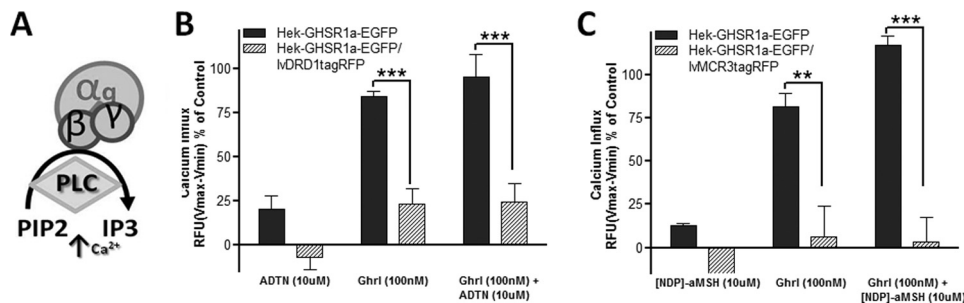 A
αq
β γ
PLC
PIP2 IP3
Ca²⁺
B
Hek-GHSR1a-EGFP
Hek-GHSR1a-EGFP/
lvDRD1tagRFP
***
***
Calcium Influx
RFU(Vmax-Vmin) % of Control
100
75
50
25
0
ADTN (10uM)
Ghrl (100nM)
Ghrl (100nM) +
ADTN (10uM)
C
Hek-GHSR1a-EGFP
Hek-GHSR1a-EGFP/
lvMCR3tagRFP
**
***
Calcium Influx
RFU(Vmax-Vmin) % of Control
100
75
50
25
0
[NDP]-aMSH (10uM)
Ghrl (100nM)
Ghrl (100nM) +
[NDP]-aMSH (10uM)